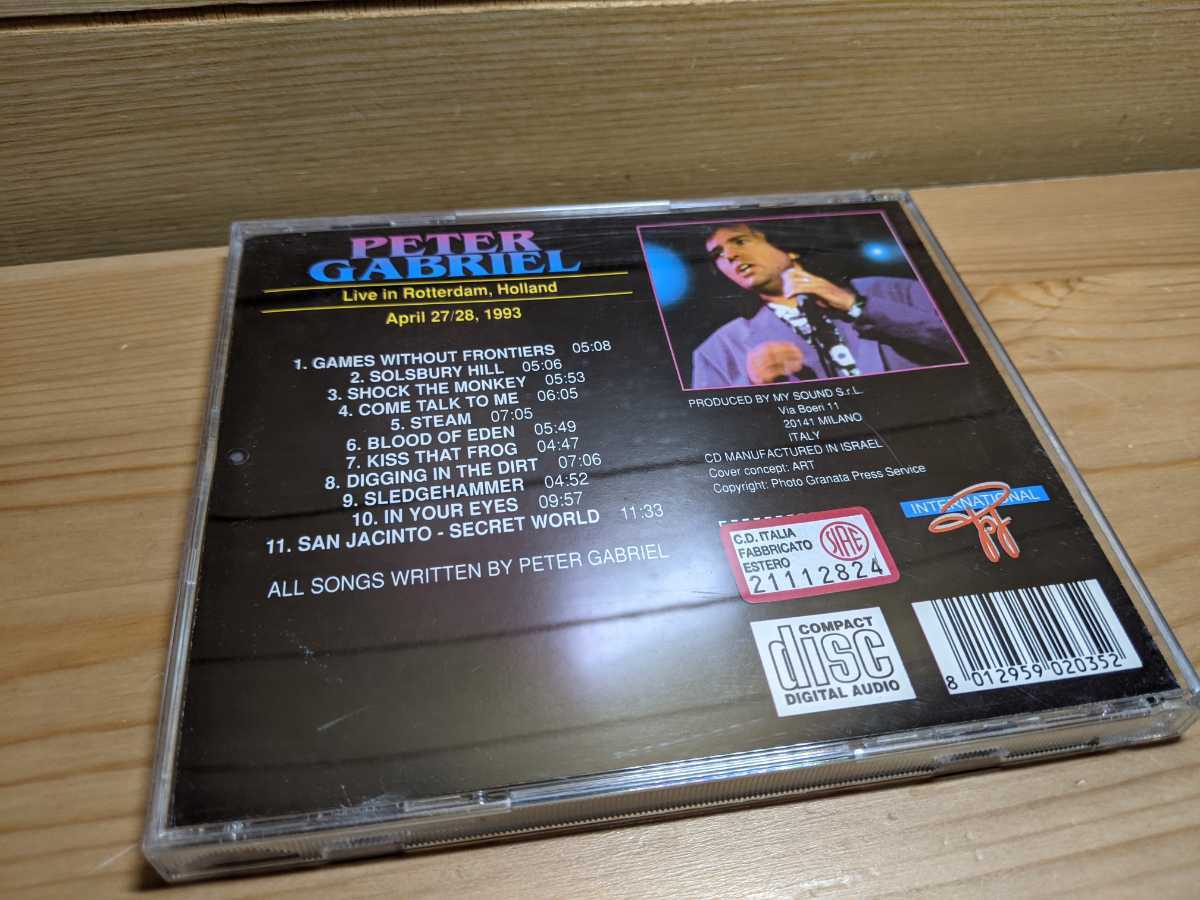 PETER
GABRIEL
Live in Rotterdam, Holland
April 27/28, 1993
1. GAMES WITHOUT FRONTIERS 05:08
2. SOLSBURY HILL 05:06
3. SHOCK THE MONKEY 05:53
4. COME TALK TO ME 06:05
5. STEAM 07:05
6. BLOOD OF EDEN 05:49
7. KISS THAT FROG 04:47
8. DIGGING IN THE DIRT 07:06
9. SLEDGEHAMMER 04:52
10. IN YOUR EYES 09:57
11. SAN JACINTO - SECRET WORLD 11:33
ALL SONGS WRITTEN BY PETER GABRIEL
PRODUCED BY MY SOUND S.r.L.
Via Boeri 11
20141 MILANO
ITALY
CD MANUFACTURED IN ISRAEL
Cover concept: ART
Copyright: Photo Granata Press Service
INTERNATIONAL
C.D. ITALIA
FABBRICATO
ESTERO
SIAE
21112824
COMPACT
disc
DIGITAL AUDIO
8 012959 020352